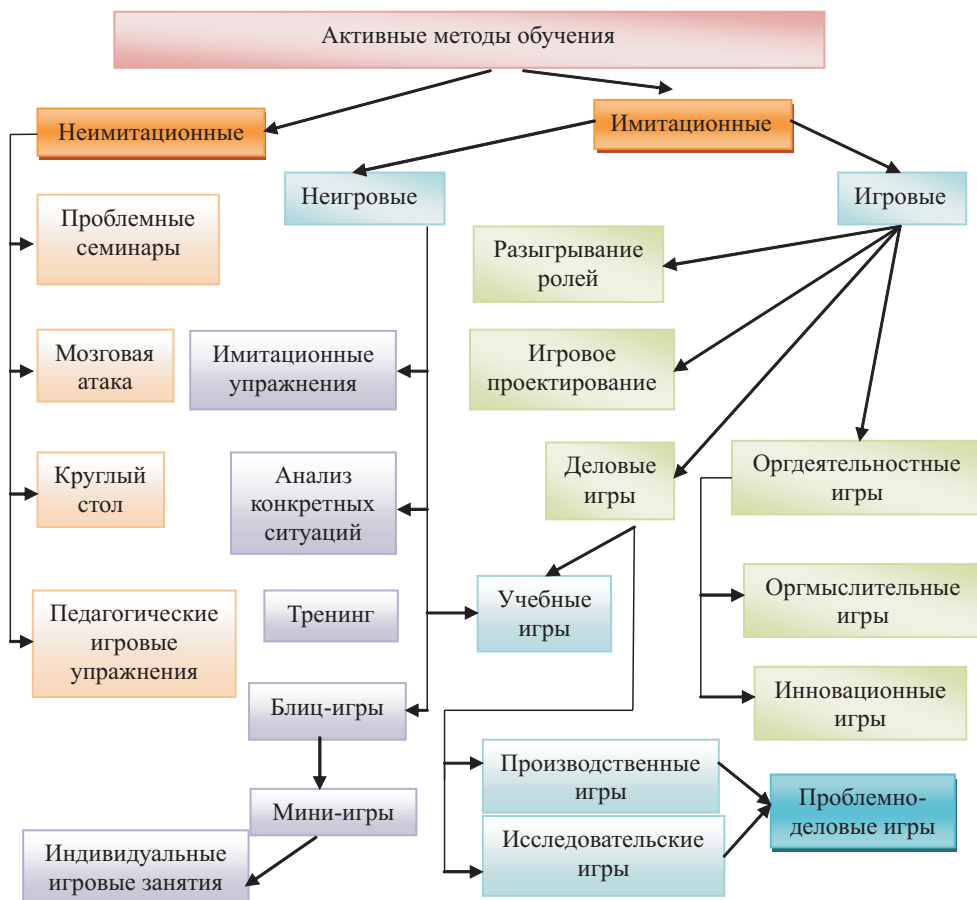 Активные методы обучения
Неимитационные
Имитационные
Неигровые
Игровые
Проблемные
семинары
Разыгрывание
ролей
Мозговая
атака
Имитационные
упражнения
Игровое
проектирование
Круглый
стол
Анализ
конкретных
ситуаций
Деловые
игры
Оргдеятельностные
игры
Педагогические
игровые
упражнения
Тренинг
Учебные
игры
Оргмыслительные
игры
Блиц-игры
Инновационные
игры
Мини-игры
Производственные
игры
Проблемно-
деловые игры
Индивидуальные
игровые занятия
Исследовательские
игры